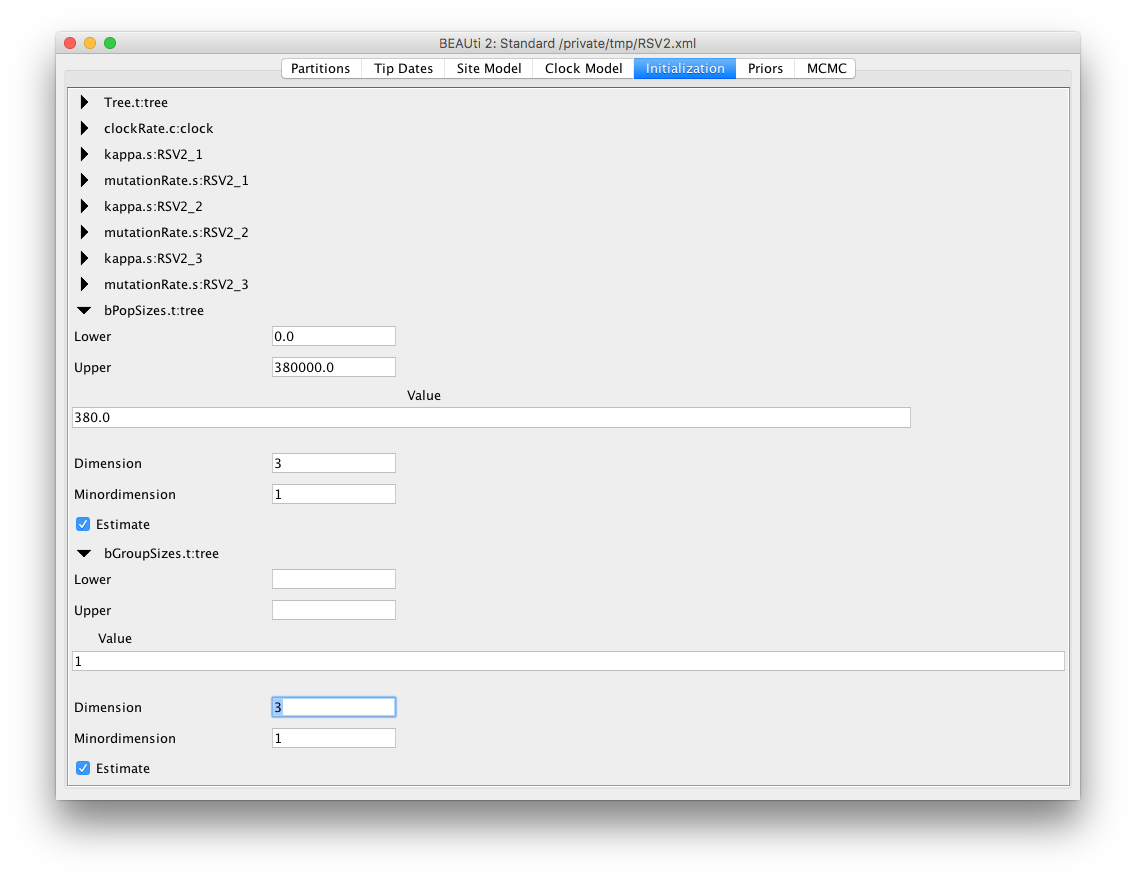 BEAUti 2: Standard /private/tmp/RSV2.xml
Partitions Tip Dates Site Model Clock Model Initialization Priors MCMC
Tree.t:tree
clockRate.c:clock
kappa.s:RSV2_1
mutationRate.s:RSV2_1
kappa.s:RSV2_2
mutationRate.s:RSV2_2
kappa.s:RSV2_3
mutationRate.s:RSV2_3
bPopSizes.t:tree
Lower 0.0
Upper 380000.0
Value
380.0
Dimension 3
Minordimension 1
Estimate
bGroupSizes.t:tree
Lower
Upper
Value
1
Dimension 3
Minordimension 1
Estimate